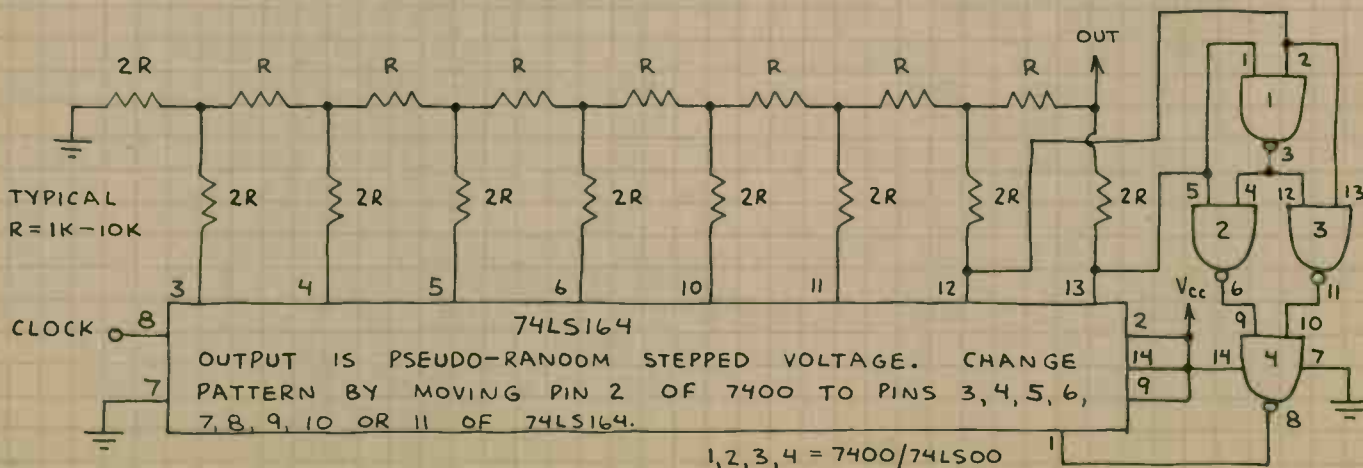 OUT
2R R R R R R R R
1 2
1
3
TYPICAL
R=1K-10K
2R 2R 2R 2R 2R 2R 2R 2R
5 4 12 13
2 3
3 4 5 6 10 11 12 13
Vcc
6 11
CLOCK 8
74LS164
2
9 10
OUTPUT IS PSEUDO-RANDOM STEPPED VOLTAGE. CHANGE
14 14 4 7
7
PATTERN BY MOVING PIN 2 OF 7400 TO PINS 3, 4, 5, 6,
9
7, 8, 9, 10 OR 11 OF 74LS164.
8
1
1, 2, 3, 4 = 7400/74LS00